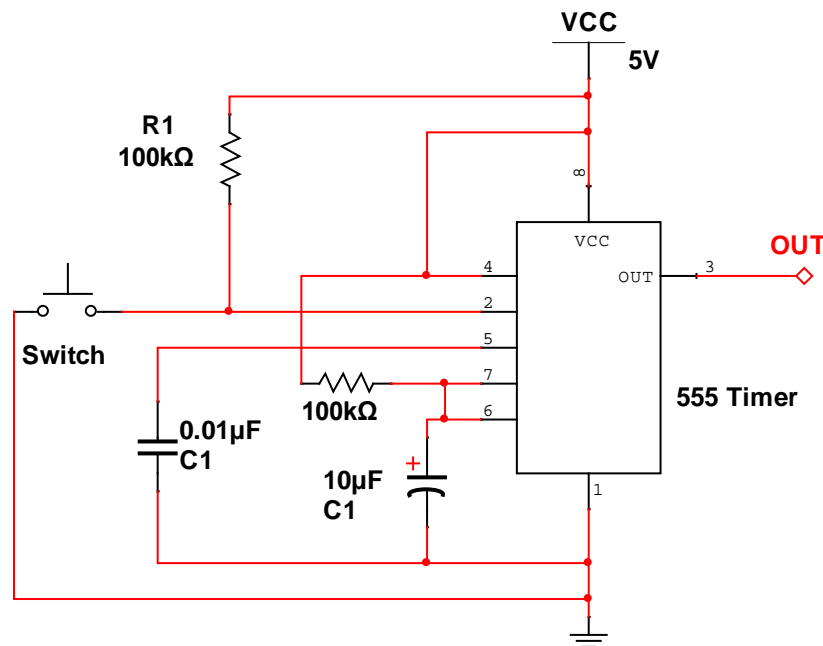 VCC
5V
R1
100kΩ
8
VCC
OUT
4
OUT
3
2
Switch
5
7
100kΩ
6
555 Timer
0.01µF
C1
10µF
C1
1